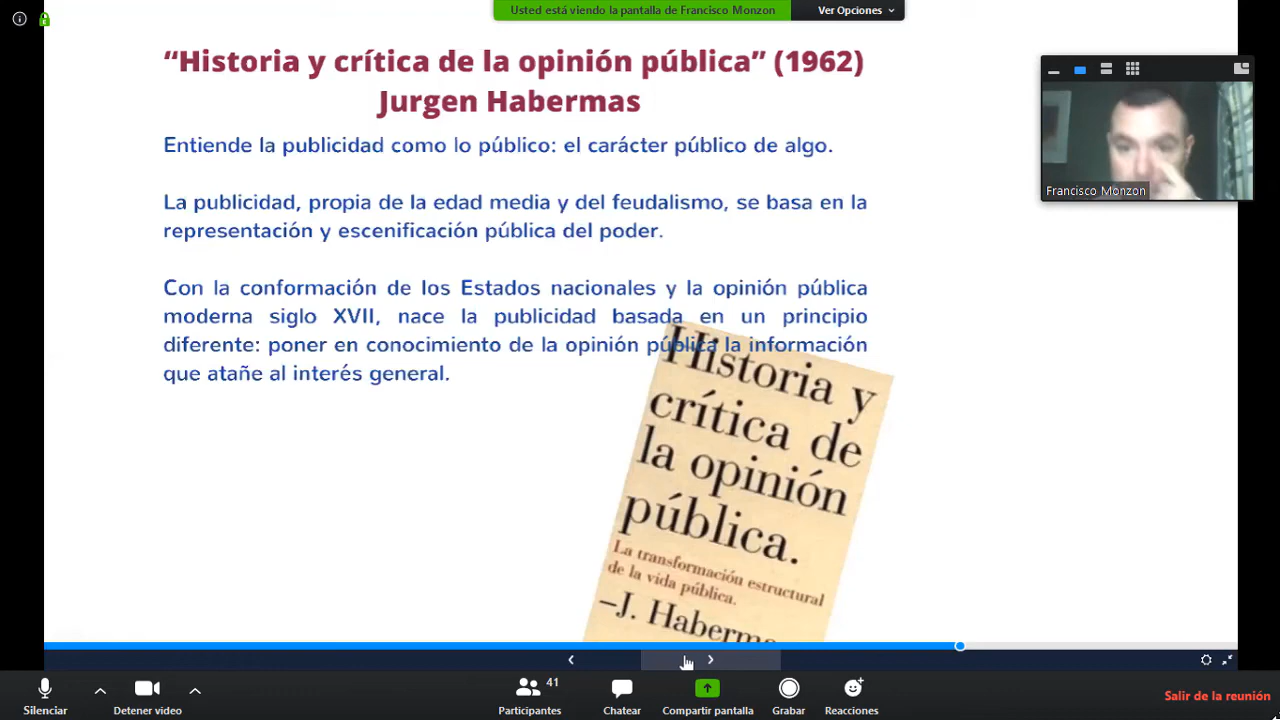 Usted está viendo la pantalla de Francisco Monzon
Ver Opciones
“Historia y crítica de la opinión pública” (1962)
Jurgen Habermas
Entiende la publicidad como lo público: el carácter público de algo.
La publicidad, propia de la edad media y del feudalismo, se basa en la
representación y escenificación pública del poder.
Con la conformación de los Estados nacionales y la opinión pública
moderna siglo XVII, nace la publicidad basada en un principio
diferente: poner en conocimiento de la opinión pública la información
que atañe al interés general.
Francisco Monzon
Historia y
crítica de
la opinión
pública.
La transformación estructural
de la vida pública.
–J. Haberma
Silenciar
Detener video
41
Participantes
Chatear
Compartir pantalla
Grabar
Reacciones
Salir de la reunión